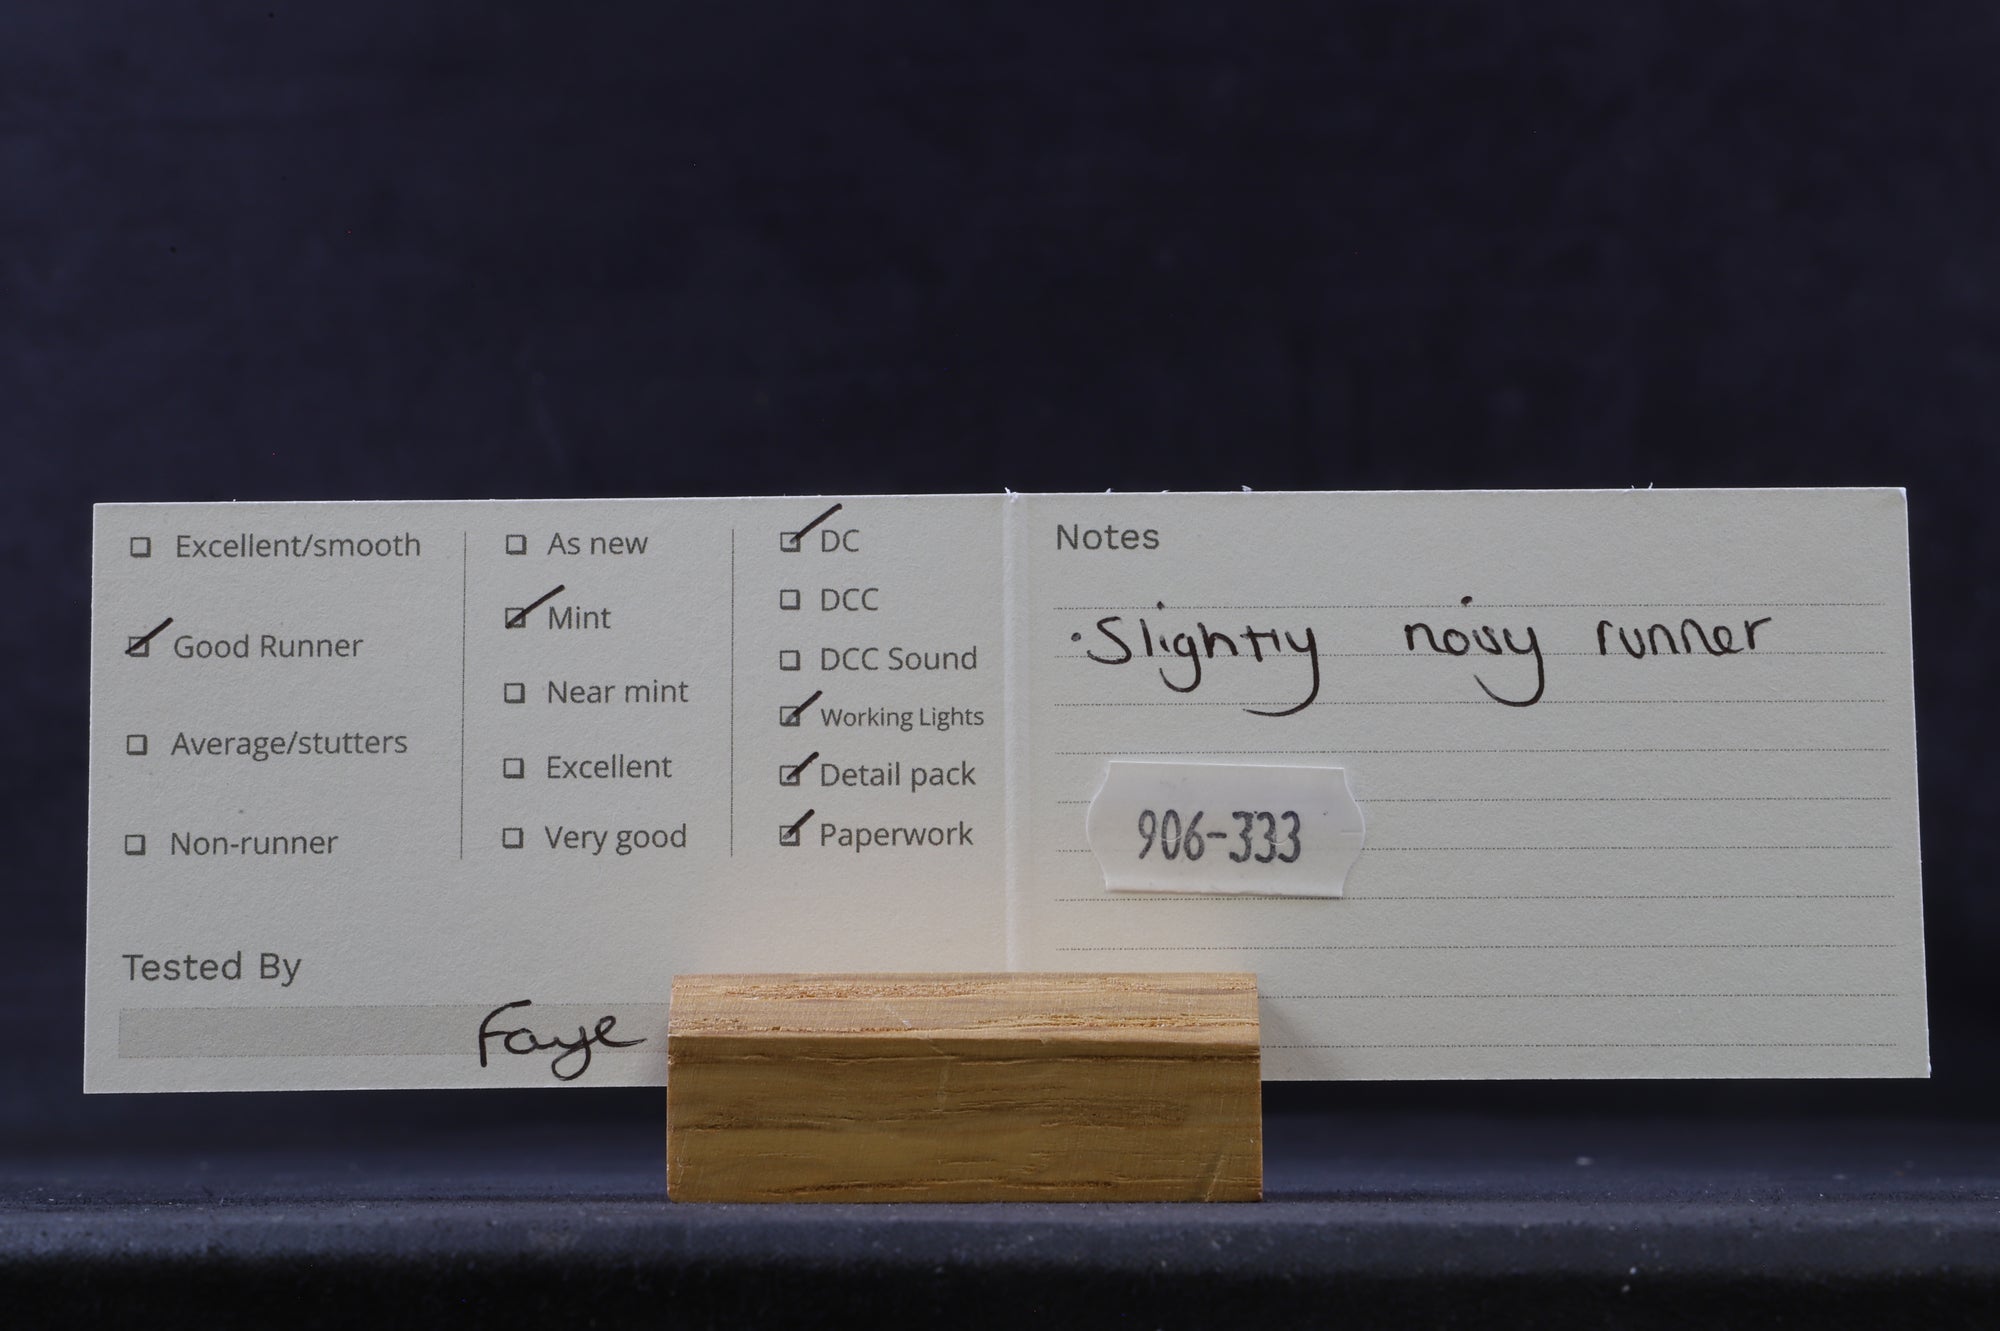 Excellent/smooth
Good Runner
Average/stutters
Non-runner
As new
Mint
Near mint
Excellent
Very good
DC
DCC
DCC Sound
Working Lights
Detail pack
Paperwork
Tested By
Faye
Notes
·Slightly noisy runner
906-333